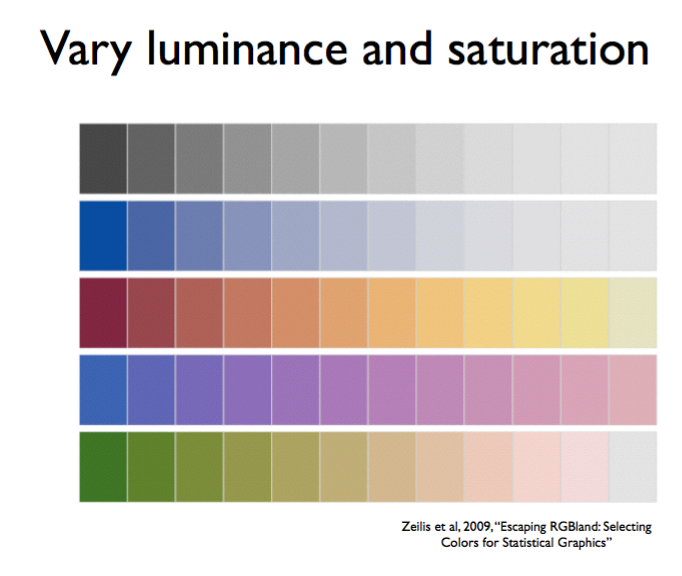 Vary luminance and saturation
Zeilis et al, 2009, “Escaping RGBland: Selecting
Colors for Statistical Graphics”